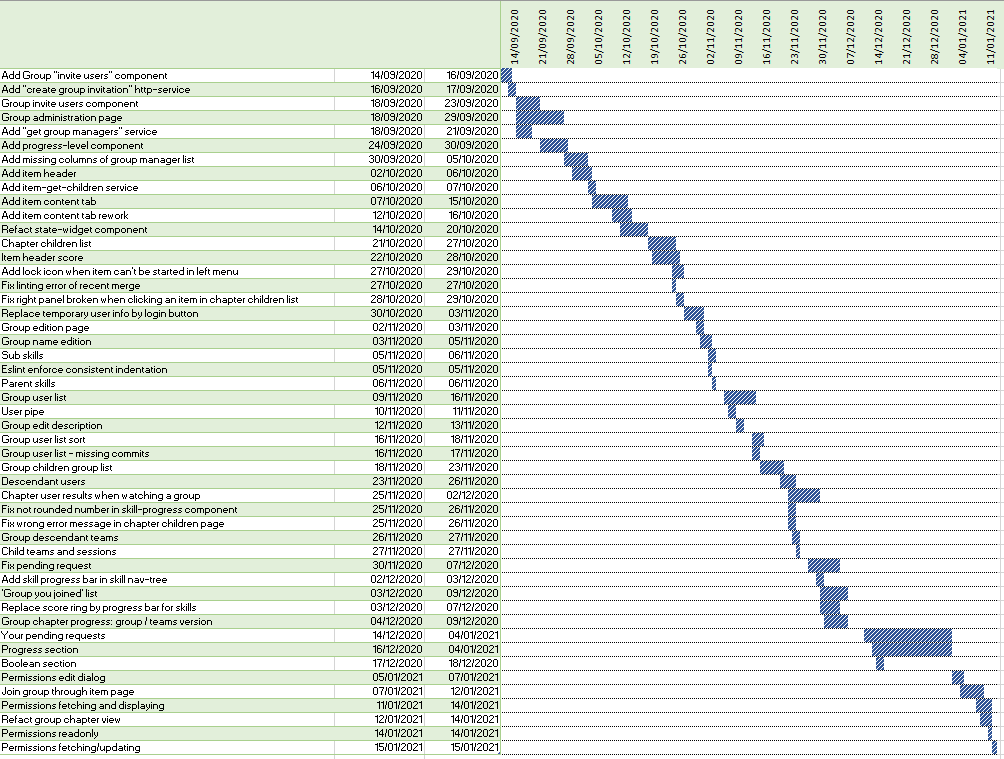 14/09/2020 21/09/2020 28/09/2020 05/10/2020 12/10/2020 19/10/2020 26/10/2020 02/11/2020 09/11/2020 16/11/2020 23/11/2020 30/11/2020 07/12/2020 14/12/2020 21/12/2020 28/12/2020 04/01/2021 11/01/2021
Add Group "invite users" component 14/09/2020 16/09/2020
Add "create group invitation" http-service 16/09/2020 17/09/2020
Group invite users component 18/09/2020 23/09/2020
Group administration page 18/09/2020 29/09/2020
Add "get group managers" service 18/09/2020 21/09/2020
Add progress-level component 24/09/2020 30/09/2020
Add missing columns of group manager list 30/09/2020 05/10/2020
Add item header 02/10/2020 06/10/2020
Add item-get-children service 06/10/2020 07/10/2020
Add item content tab 07/10/2020 15/10/2020
Add item content tab rework 12/10/2020 16/10/2020
Refact state-widget component 14/10/2020 20/10/2020
Chapter children list 21/10/2020 27/10/2020
Item header score 22/10/2020 28/10/2020
Add lock icon when item can't be started in left menu 27/10/2020 29/10/2020
Fix linting error of recent merge 27/10/2020 27/10/2020
Fix right panel broken when clicking an item in chapter children list 28/10/2020 29/10/2020
Replace temporary user info by login button 30/10/2020 03/11/2020
Group edition page 02/11/2020 03/11/2020
Group name edition 03/11/2020 05/11/2020
Sub skills 05/11/2020 06/11/2020
Eslint enforce consistent indentation 05/11/2020 05/11/2020
Parent skills 06/11/2020 06/11/2020
Group user list 09/11/2020 16/11/2020
User pipe 10/11/2020 11/11/2020
Group edit description 12/11/2020 13/11/2020
Group user list sort 16/11/2020 18/11/2020
Group user list - missing commits 16/11/2020 17/11/2020
Group children group list 18/11/2020 23/11/2020
Descendant users 23/11/2020 26/11/2020
Chapter user results when watching a group 25/11/2020 02/12/2020
Fix not rounded number in skill-progress component 25/11/2020 26/11/2020
Fix wrong error message in chapter children page 25/11/2020 26/11/2020
Group descendant teams 26/11/2020 27/11/2020
Child teams and sessions 27/11/2020 27/11/2020
Fix pending request 30/11/2020 07/12/2020
Add skill progress bar in skill nav-tree 02/12/2020 03/12/2020
'Group you joined' list 03/12/2020 09/12/2020
Replace score ring by progress bar for skills 03/12/2020 07/12/2020
Group chapter progress: group / teams version 04/12/2020 09/12/2020
Your pending requests 14/12/2020 04/01/2021
Progress section 16/12/2020 04/01/2021
Boolean section 17/12/2020 18/12/2020
Permissions edit dialog 05/01/2021 07/01/2021
Join group through item page 07/01/2021 12/01/2021
Permissions fetching and displaying 11/01/2021 14/01/2021
Refact group chapter view 12/01/2021 14/01/2021
Permissions readonly 14/01/2021 14/01/2021
Permissions fetching/updating 15/01/2021 15/01/2021